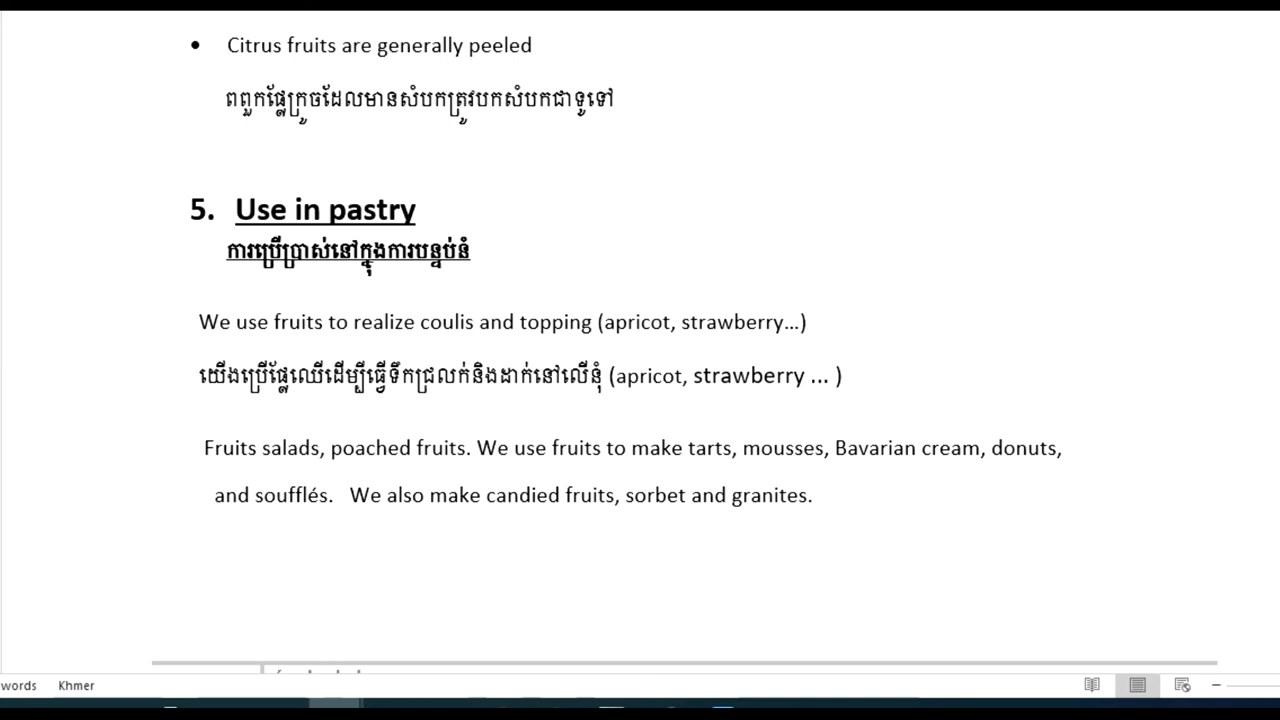 • Citrus fruits are generally peeled
ពពួកផ្លែក្រូចដែលមានសំបកត្រូវបកសំបកជាទូទៅ
5. Use in pastry
ការប្រើប្រាស់នៅក្នុងការបន្ទប់នំ
We use fruits to realize coulis and topping (apricot, strawberry…)
យើងប្រើផ្លែឈើដើម្បីធ្វើទឹកជ្រលក់និងដាក់នៅលើនុំ (apricot, strawberry ... )
Fruits salads, poached fruits. We use fruits to make tarts, mousses, Bavarian cream, donuts,
and soufflés. We also make candied fruits, sorbet and granites.
words Khmer